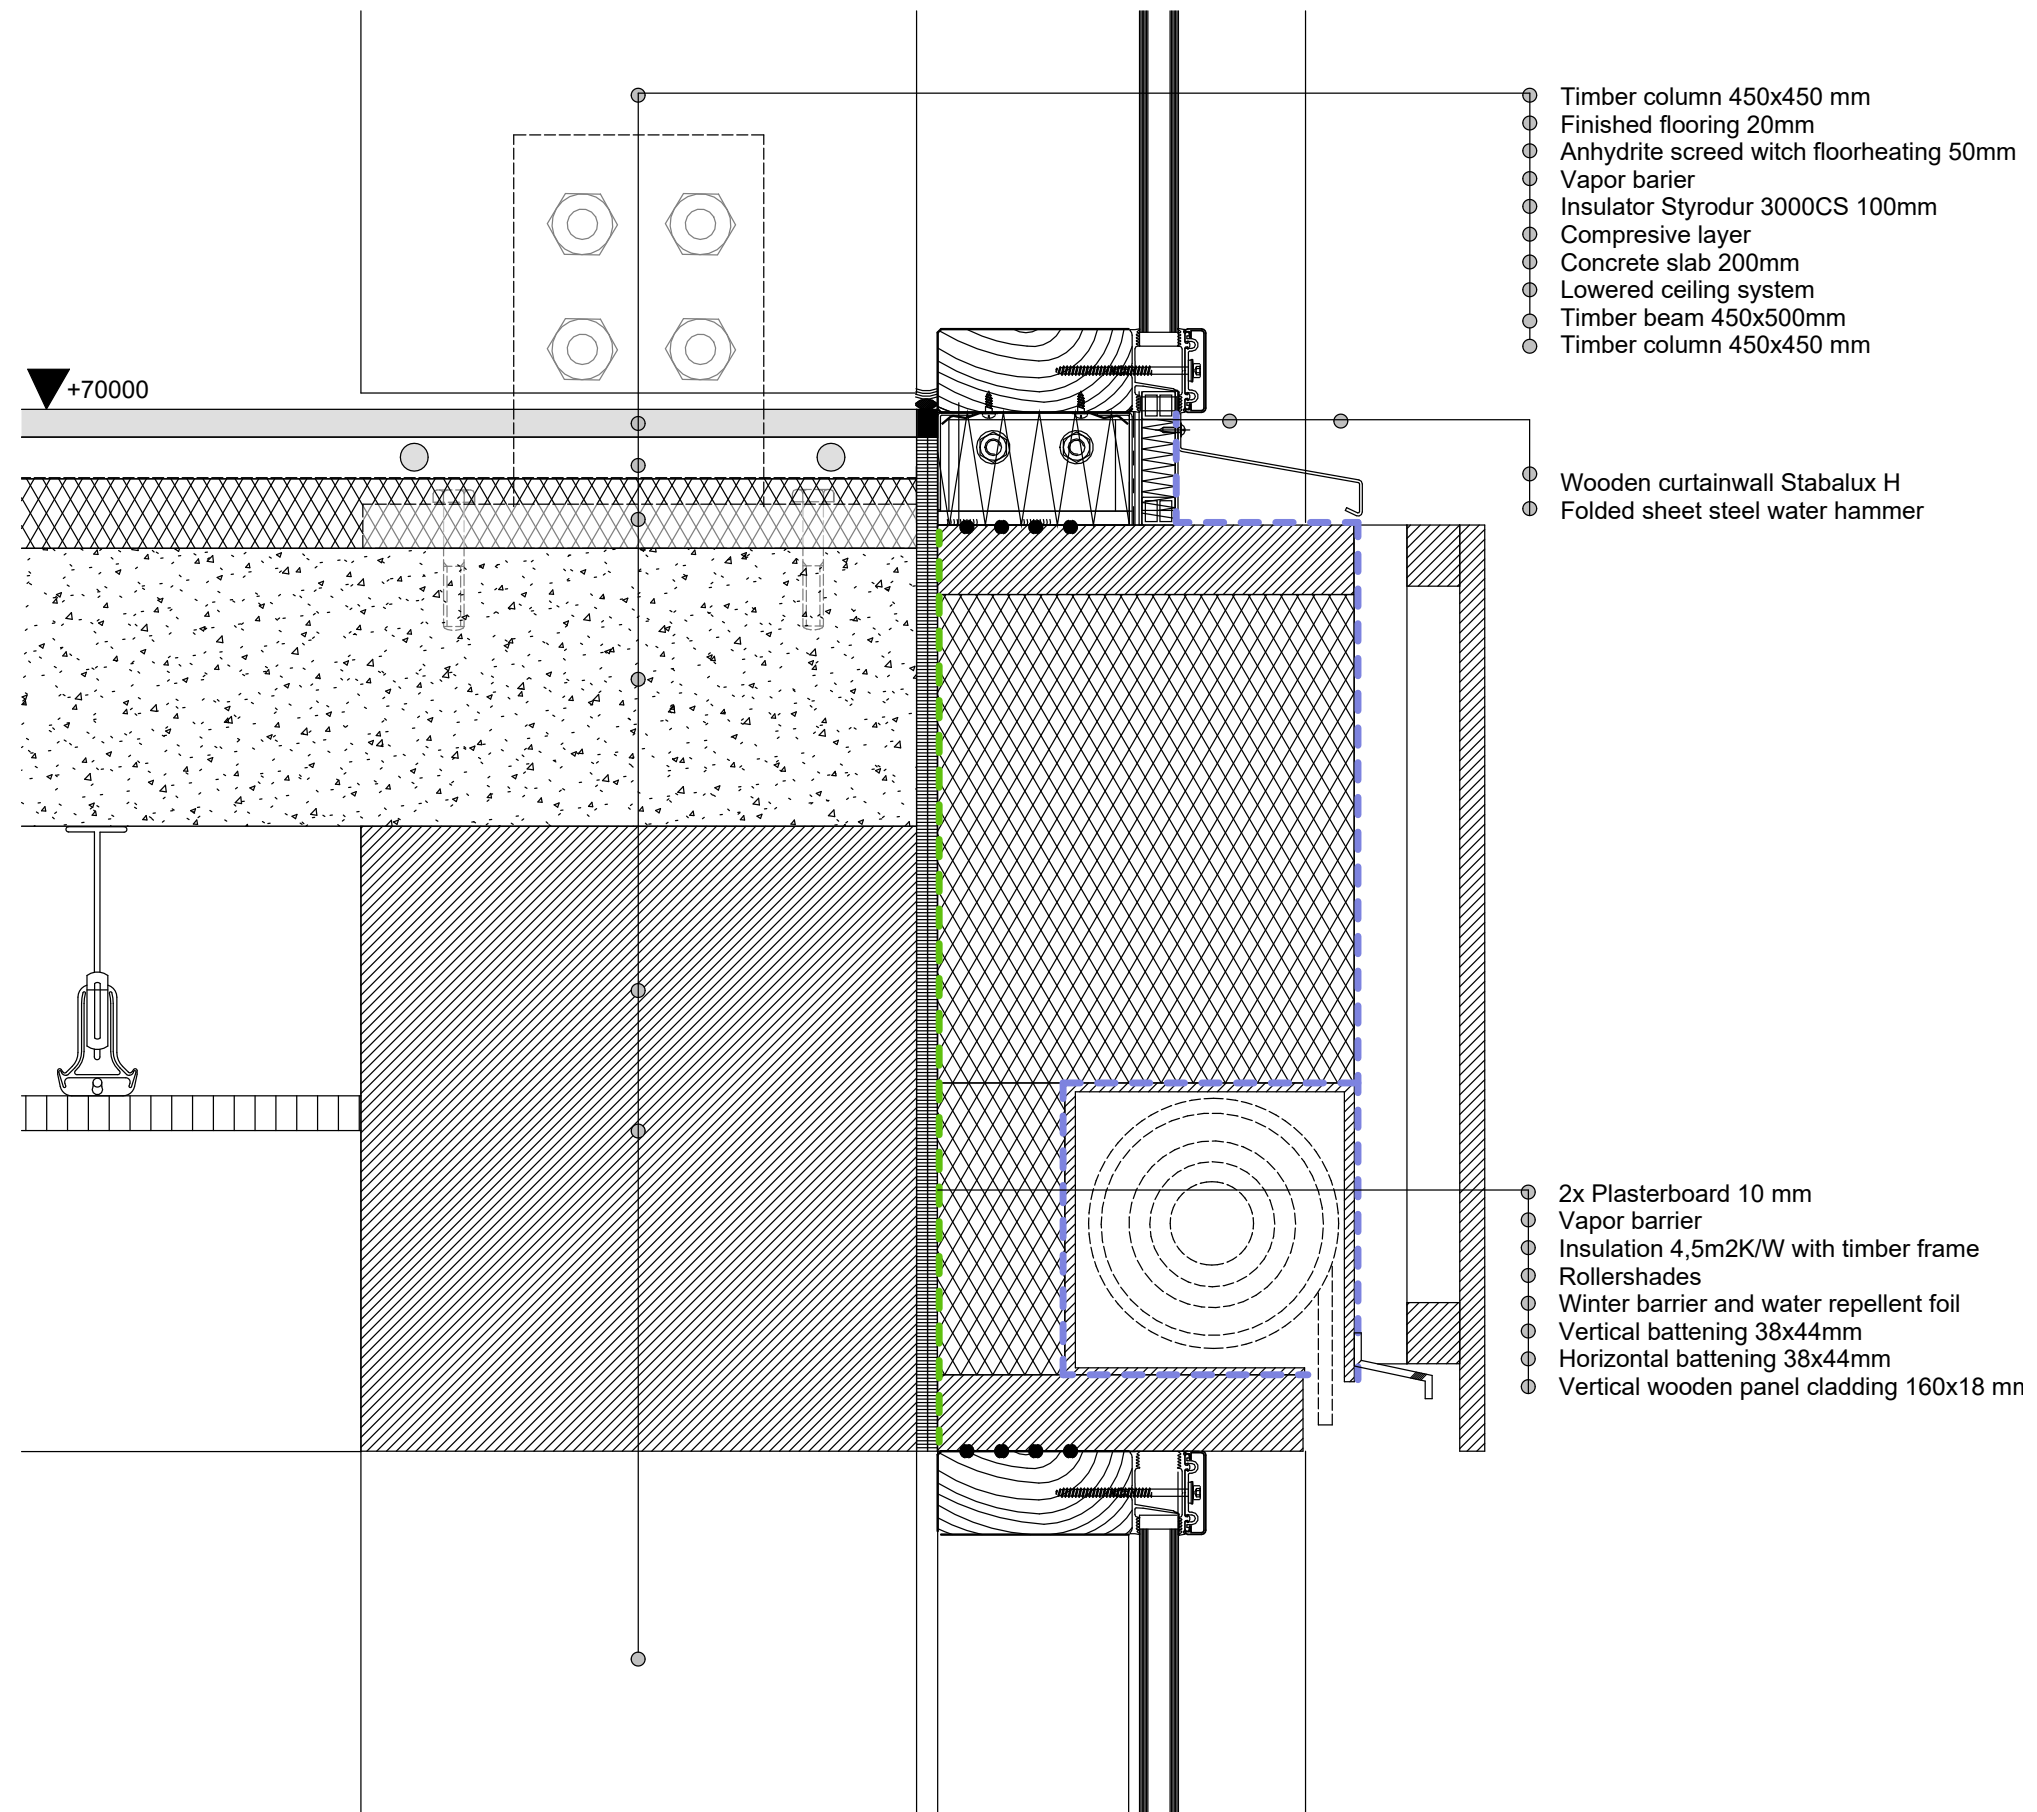 Timber column 450x450 mm
Finished flooring 20mm
Anhydrite screed witch floorheating 50mm
Vapor barier
Insulator Styrodur 3000CS 100mm
Compresive layer
Concrete slab 200mm
Lowered ceiling system
Timber beam 450x500mm
Timber column 450x450 mm
+70000
Wooden curtainwall Stabalux H
Folded sheet steel water hammer
2x Plasterboard 10 mm
Vapor barrier
Insulation 4,5m2K/W with timber frame
Rollershades
Winter barrier and water repellent foil
Vertical battening 38x44mm
Horizontal battening 38x44mm
Vertical wooden panel cladding 160x18 mm